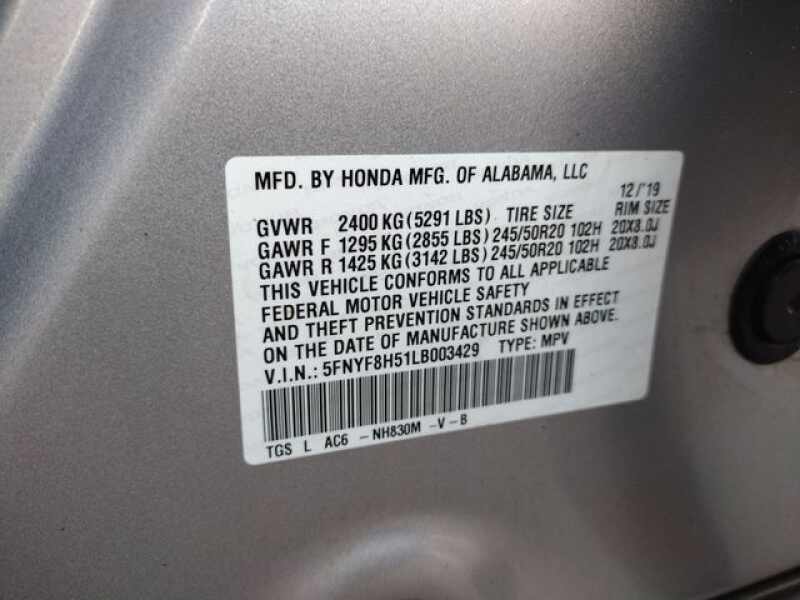 MFD. BY HONDA MFG. OF ALABAMA, LLC
12/'19
GVWR 2400 KG(5291 LBS) TIRE SIZE RIM SIZE
GAWR F 1295 KG(2855 LBS)245/50R20 102H 20X8.0J
GAWR R 1425 KG(3142 LBS)245/50R20 102H 20X8.0J
THIS VEHICLE CONFORMS TO ALL APPLICABLE
FEDERAL MOTOR VEHICLE SAFETY
AND THEFT PREVENTION STANDARDS IN EFFECT
ON THE DATE OF MANUFACTURE SHOWN ABOVE.
V.I.N.: 5FNYF8H51LB003429 TYPE: MPV
TGS L AC6 -NH830M -V-B